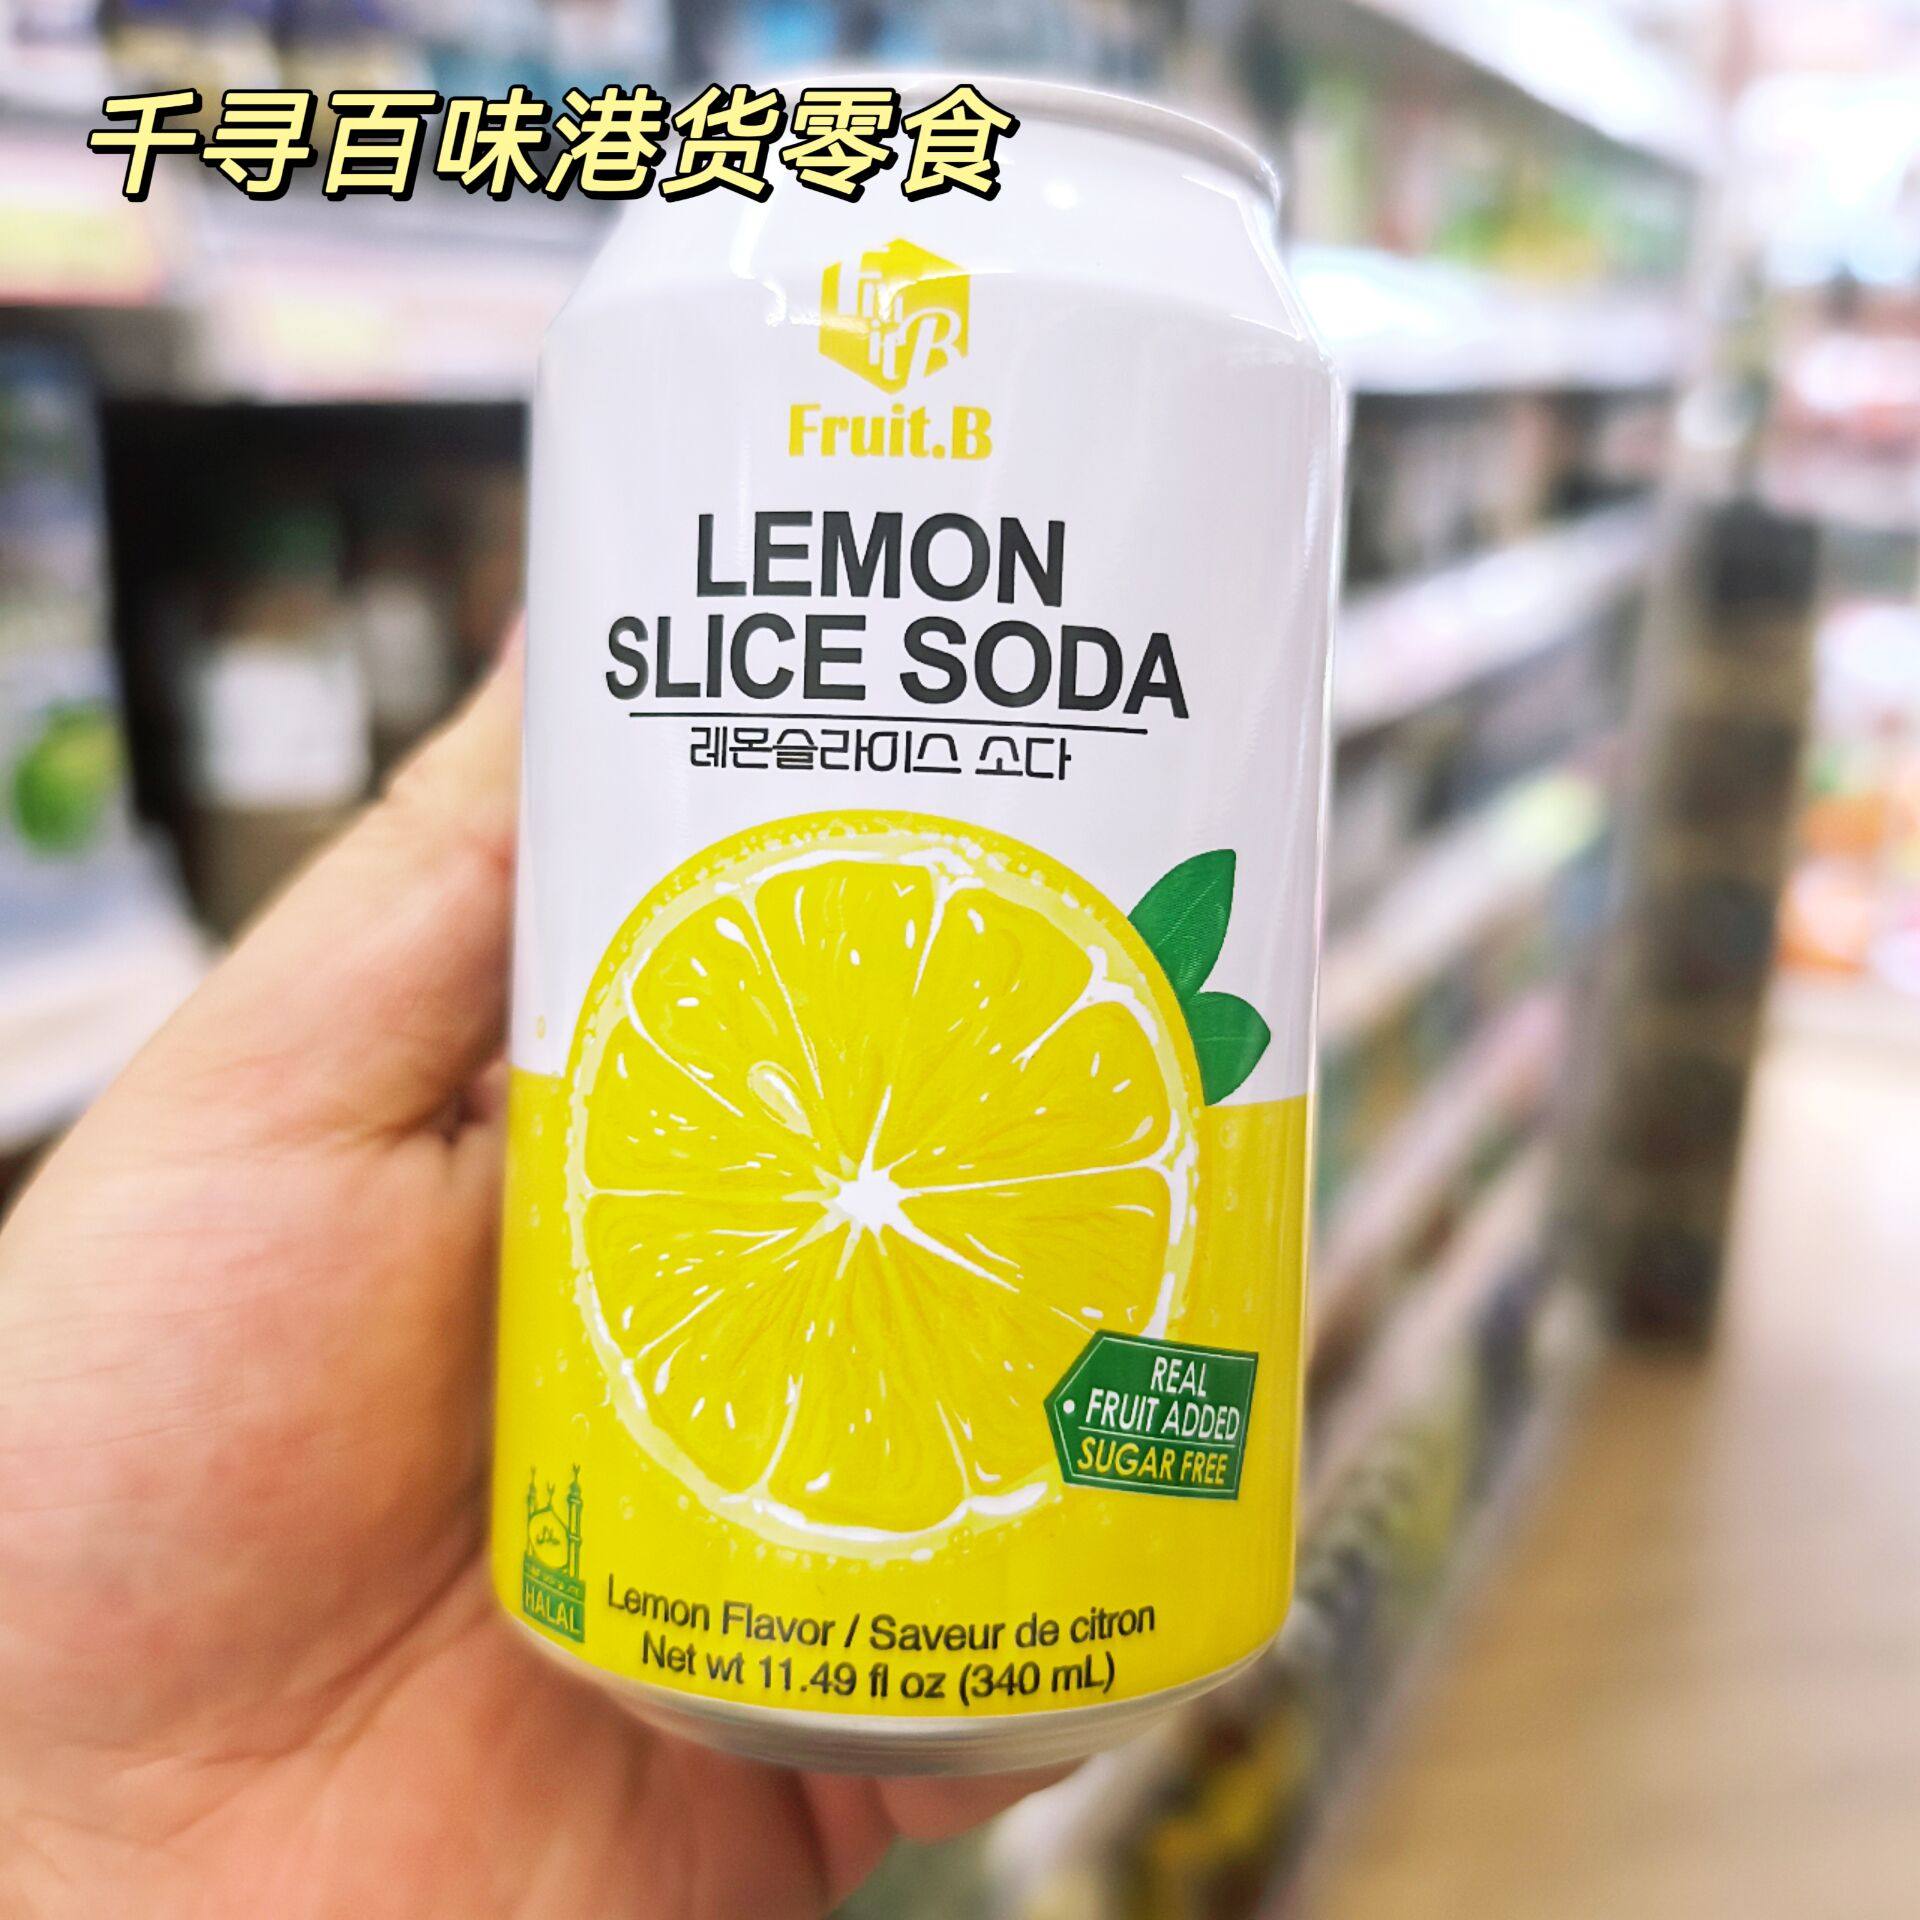 千寻百味港货零食
Fruit B
Fruit.B
LEMON
SLICE SODA
레몬슬라이스 소다
REAL
FRUIT ADDED
SUGAR FREE
HALAL
Lemon Flavor / Saveur de citron
Net wt 11.49 fl oz (340 mL)